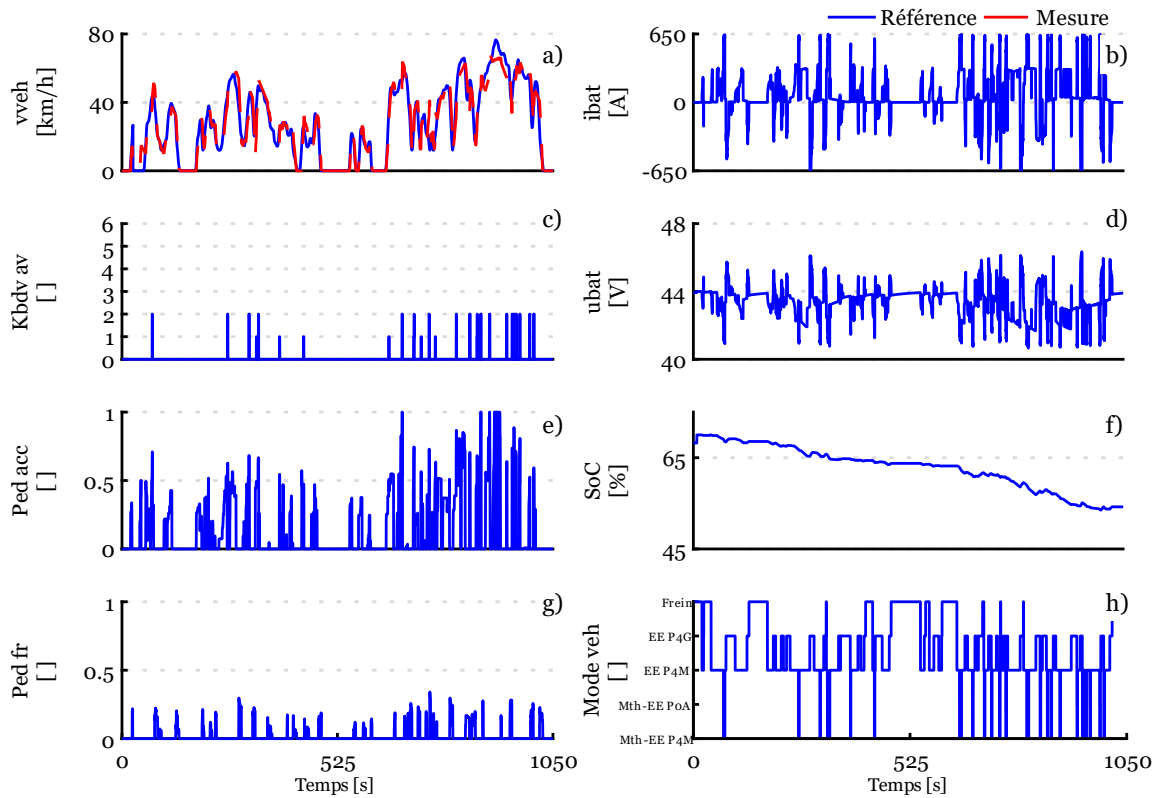 Référence Mesure
80
40
0
vveh
[km/h]
a)
650
0
-650
ibat
[A]
b)
6
5
4
3
2
1
0
Kbdv av
[ ]
c)
48
44
40
ubat
[V]
d)
1
0.5
0
Ped acc
[ ]
e)
65
45
SoC
[%]
f)
1
0.5
0
Ped fr
[ ]
g)
0 525 1050
Temps [s]
Frein
EE P4G
EE P4M
Mth-EE P0A
Mth-EE P4M
Mode veh
[ ]
h)
0 525 1050
Temps [s]